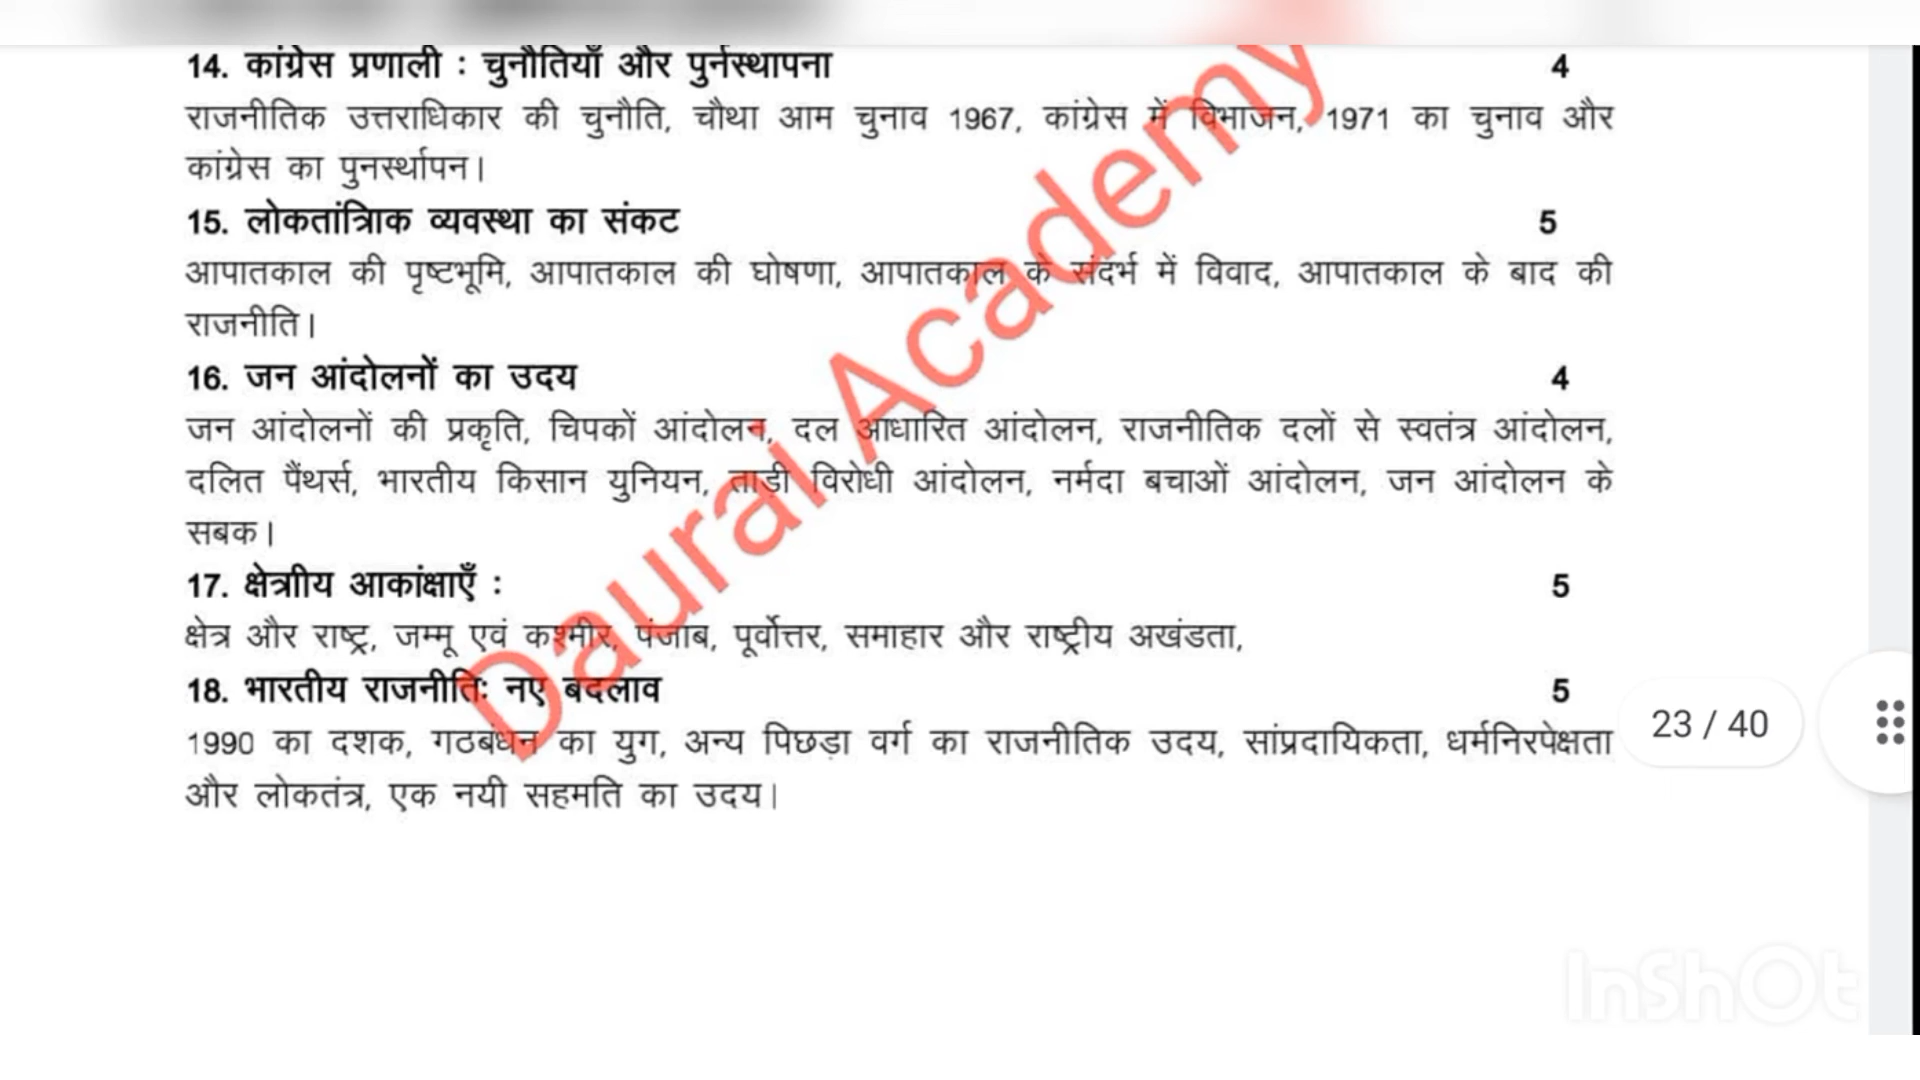 14. कांग्रेस प्रणाली : चुनौतियाँ और पुर्नस्थापना 4
राजनीतिक उत्तराधिकार की चुनौति, चौथा आम चुनाव 1967, कांग्रेस में विभाजन, 1971 का चुनाव और
कांग्रेस का पुनर्स्थापन।
15. लोकतांत्रिाक व्यवस्था का संकट 5
आपातकाल की पृष्टभूमि, आपातकाल की घोषणा, आपातकाल के संदर्भ में विवाद, आपातकाल के बाद की
राजनीति।
16. जन आंदोलनों का उदय 4
जन आंदोलनों की प्रकृति, चिपकों आंदोलन, दल आधारित आंदोलन, राजनीतिक दलों से स्वतंत्र आंदोलन,
दलित पैंथर्स, भारतीय किसान युनियन, ताड़ी विरोधी आंदोलन, नर्मदा बचाओं आंदोलन, जन आंदोलन के
सबक।
17. क्षेत्राीय आकांक्षाएँ : 5
क्षेत्र और राष्ट्र, जम्मू एवं कश्मीर, पंजाब, पूर्वोत्तर, समाहार और राष्ट्रीय अखंडता,
18. भारतीय राजनीतिः नए बदलाव 5
1990 का दशक, गठबंधन का युग, अन्य पिछड़ा वर्ग का राजनीतिक उदय, सांप्रदायिकता, धर्मनिरपेक्षता
और लोकतंत्र, एक नयी सहमति का उदय।
Daurai Academy
23 / 40
InShOt